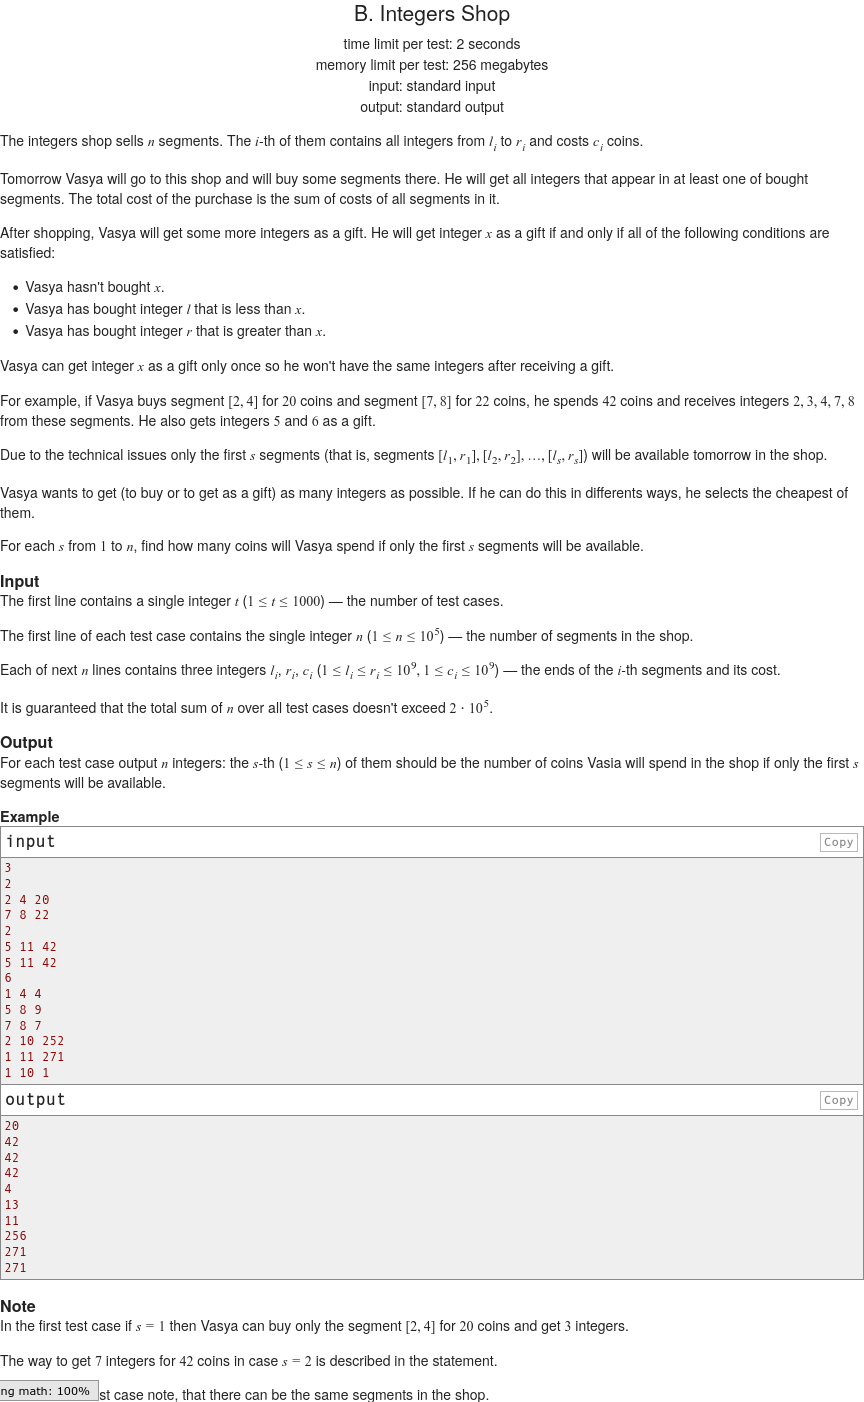 B. Integers Shop
time limit per test: 2 seconds
memory limit per test: 256 megabytes
input: standard input
output: standard output
The integers shop sells n segments. The i-th of them contains all integers from l_i to r_i and costs c_i coins.
Tomorrow Vasya will go to this shop and will buy some segments there. He will get all integers that appear in at least one of bought
segments. The total cost of the purchase is the sum of costs of all segments in it.
After shopping, Vasya will get some more integers as a gift. He will get integer x as a gift if and only if all of the following conditions are
satisfied:
• Vasya hasn't bought x.
• Vasya has bought integer l that is less than x.
• Vasya has bought integer r that is greater than x.
Vasya can get integer x as a gift only once so he won't have the same integers after receiving a gift.
For example, if Vasya buys segment [2, 4] for 20 coins and segment [7, 8] for 22 coins, he spends 42 coins and receives integers 2, 3, 4, 7, 8
from these segments. He also gets integers 5 and 6 as a gift.
Due to the technical issues only the first s segments (that is, segments [l_1, r_1], [l_2, r_2], …, [l_s, r_s]) will be available tomorrow in the shop.
Vasya wants to get (to buy or to get as a gift) as many integers as possible. If he can do this in differents ways, he selects the cheapest of
them.
For each s from 1 to n, find how many coins will Vasya spend if only the first s segments will be available.
Input
The first line contains a single integer t (1 ≤ t ≤ 1000) — the number of test cases.
The first line of each test case contains the single integer n (1 ≤ n ≤ 10^5) — the number of segments in the shop.
Each of next n lines contains three integers l_i, r_i, c_i (1 ≤ l_i ≤ r_i ≤ 10^9, 1 ≤ c_i ≤ 10^9) — the ends of the i-th segments and its cost.
It is guaranteed that the total sum of n over all test cases doesn't exceed 2 · 10^5.
Output
For each test case output n integers: the s-th (1 ≤ s ≤ n) of them should be the number of coins Vasia will spend in the shop if only the first s
segments will be available.
Example
input
Copy
3
2
2 4 20
7 8 22
2
5 11 42
5 11 42
6
1 4 4
5 8 9
7 8 7
2 10 252
1 11 271
1 10 1
output
Copy
20
42
42
42
4
13
11
256
271
271
Note
In the first test case if s = 1 then Vasya can buy only the segment [2, 4] for 20 coins and get 3 integers.
The way to get 7 integers for 42 coins in case s = 2 is described in the statement.
ng math: 100% st case note, that there can be the same segments in the shop.